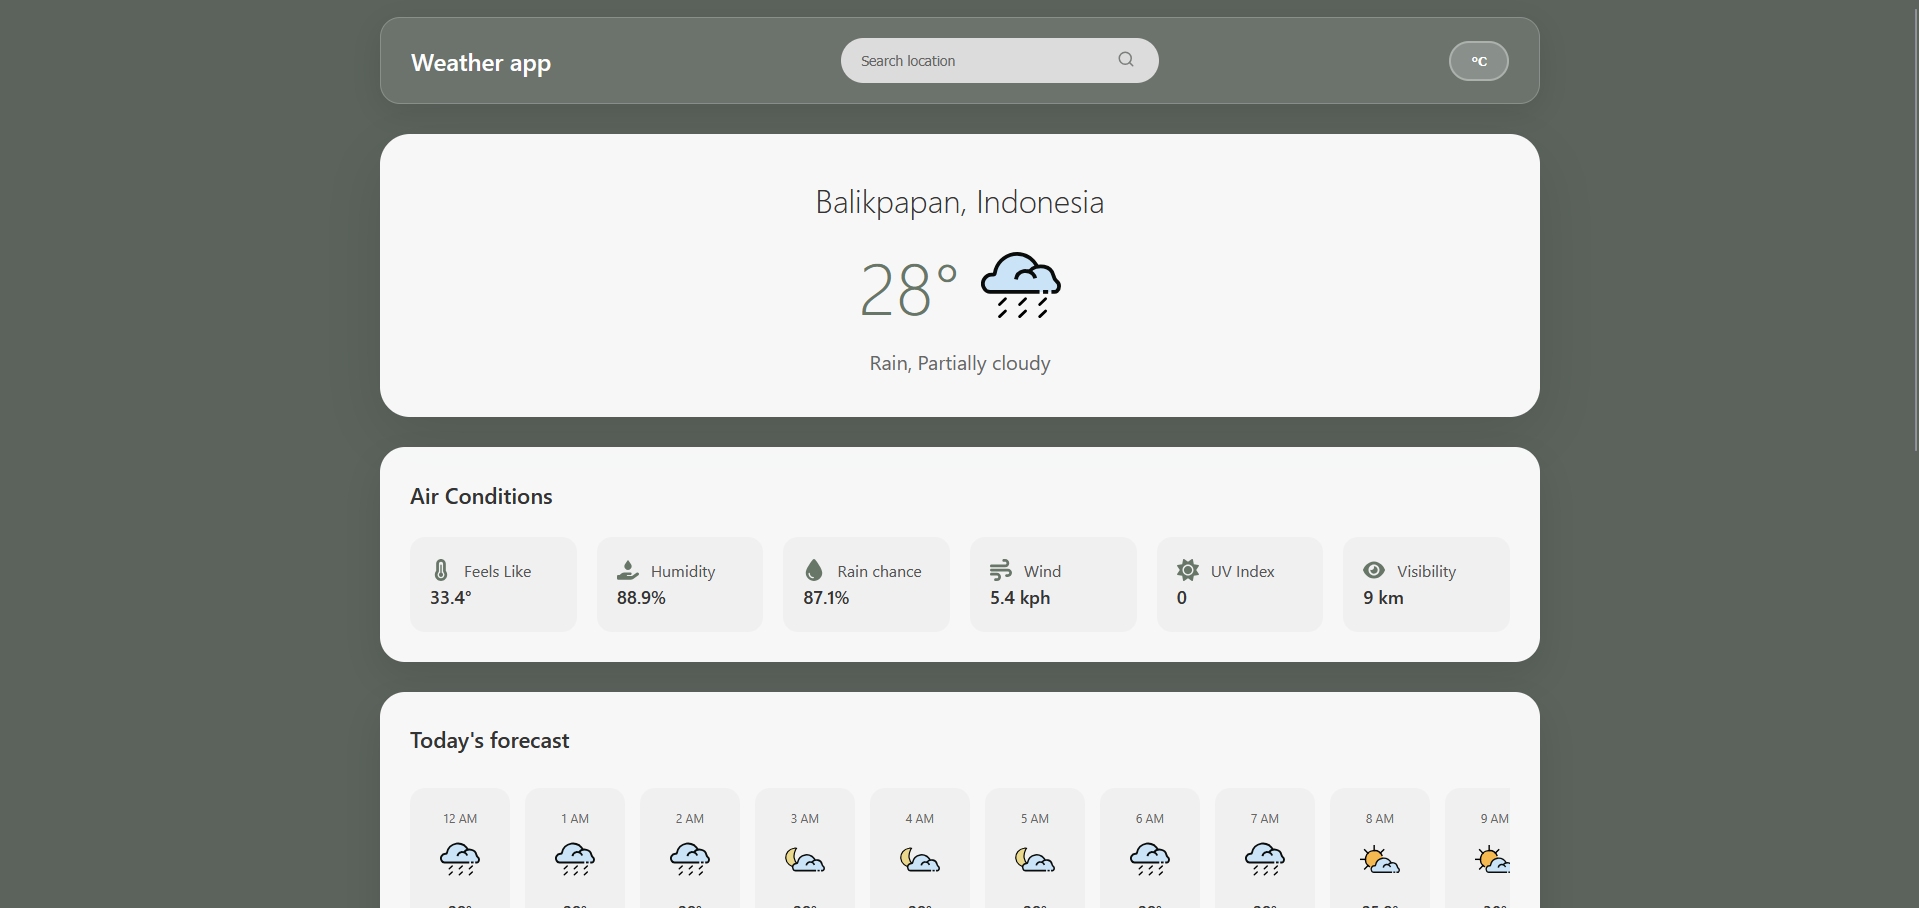 Weather app
Search location
°C
Balikpapan, Indonesia
28°
Rain, Partially cloudy
Air Conditions
Feels Like
33.4°
Humidity
88.9%
Rain chance
87.1%
Wind
5.4 kph
UV Index
0
Visibility
9 km
Today's forecast
12 AM
1 AM
2 AM
3 AM
4 AM
5 AM
6 AM
7 AM
8 AM
9 AM